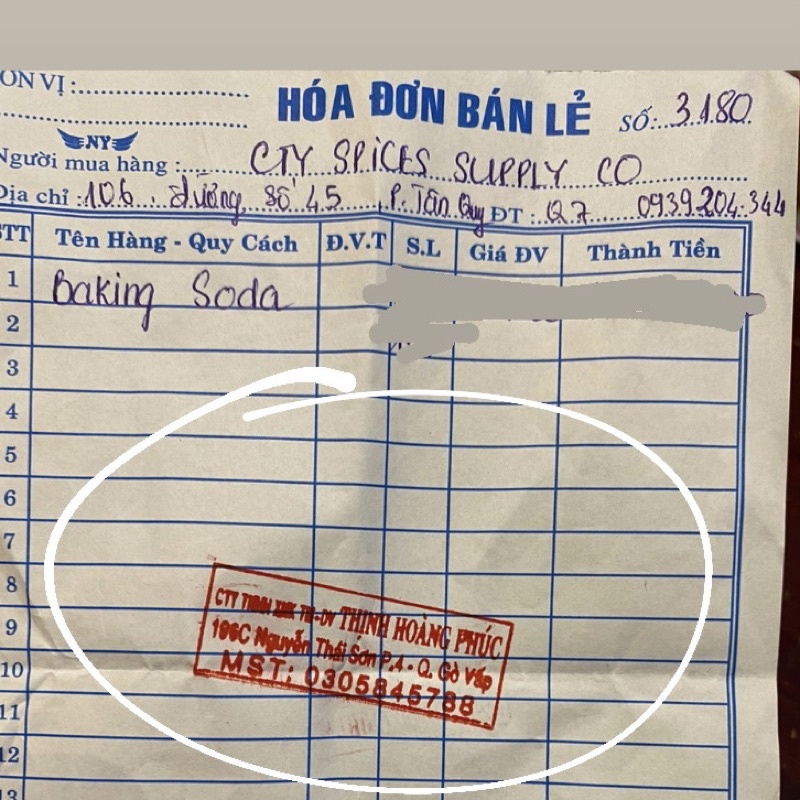 ĐƠN VỊ :
HÓA ĐƠN BÁN LẺ
SỐ: 3180
NY
Người mua hàng : CTY SPICES SUPPLY CO
Địa chỉ : 106 . đường số 45 , P. Tân Quy ĐT : Q7 0939.204.344
STT Tên Hàng - Quy Cách Đ.V.T S.L Giá ĐV Thành Tiền
1 Baking Soda
2
3
4
5
6
7
8
9
10
11
12
13
CTY TNHH XNK TM-DV THỊNH HOÀNG PHÚC
Nguyễn Thái Sơn P.4 - Q. Gò Vấp
MST: 0305845788